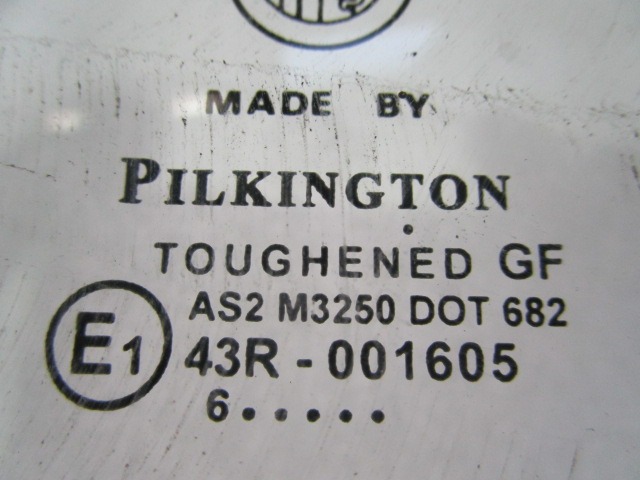 MADE BY
PILKINGTON
TOUGHENED GF
AS2 M3250 DOT 682
E1 43R - 001605
6.....